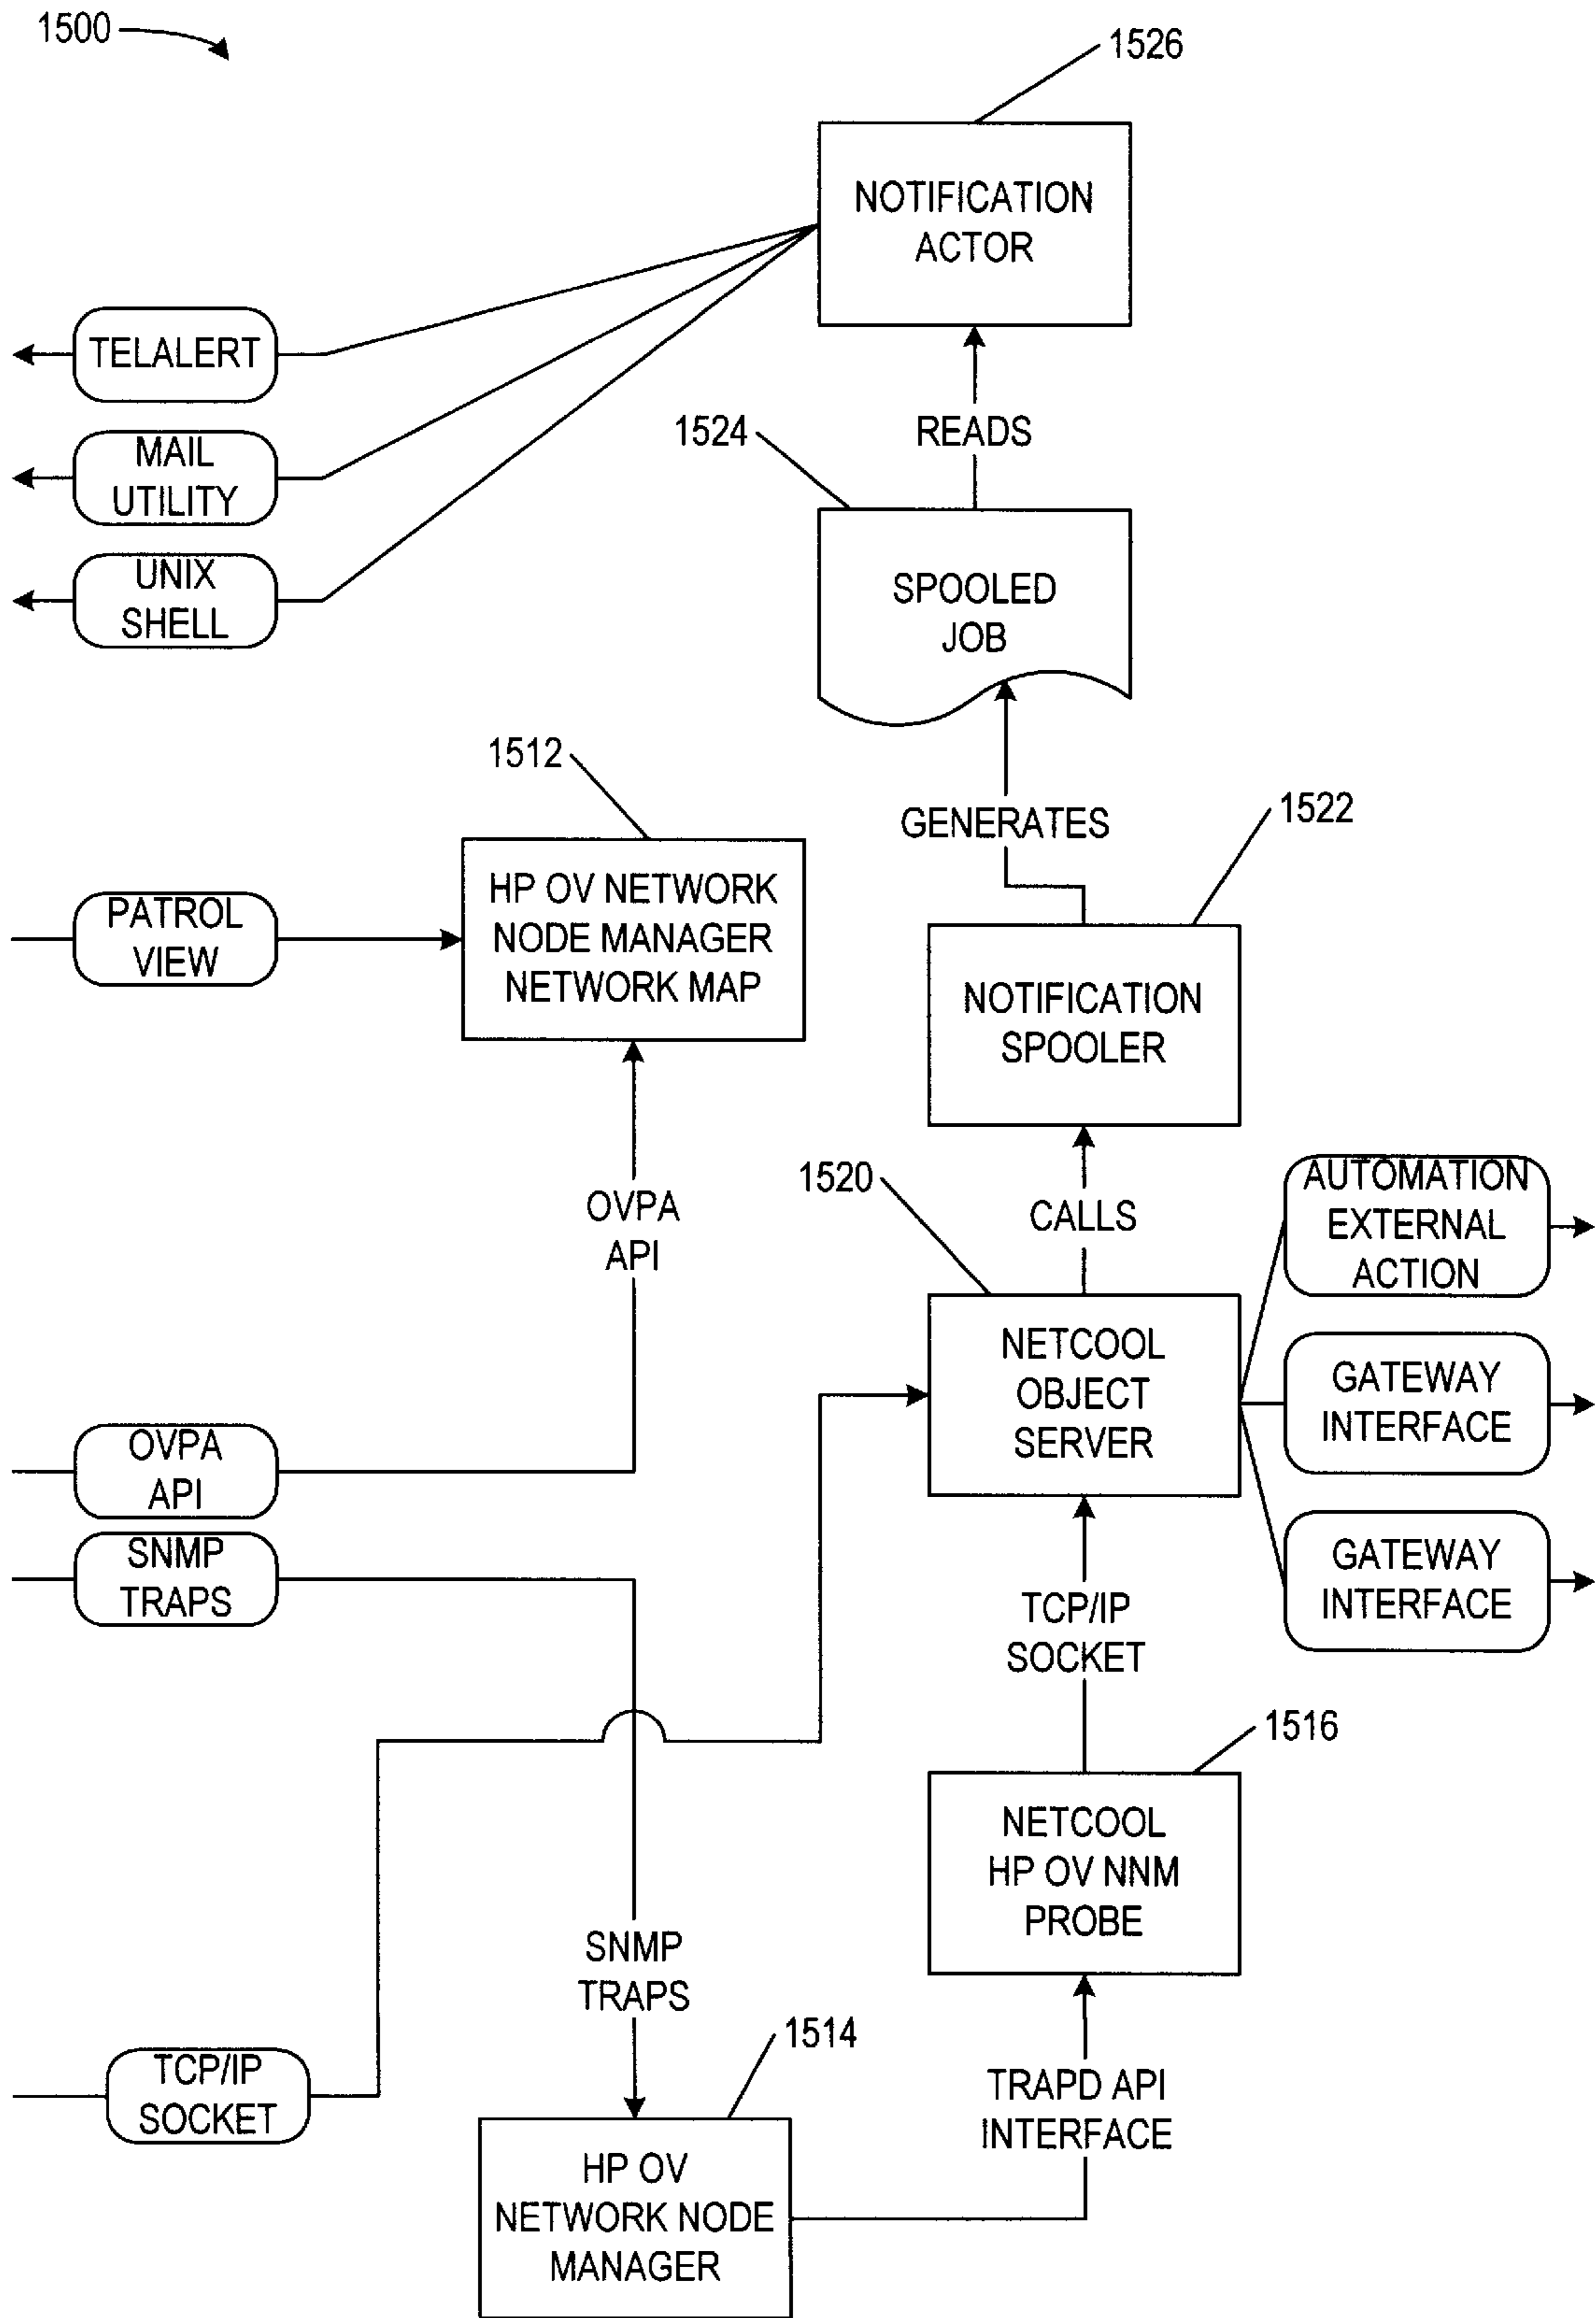 1500
1526
NOTIFICATION
ACTOR
TELALERT
MAIL
UTILITY
UNIX
SHELL
READS
1524
SPOOLED
JOB
1512
GENERATES
1522
PATROL
VIEW
HP OV NETWORK
NODE MANAGER
NETWORK MAP
NOTIFICATION
SPOOLER
OVPA
API
1520
CALLS
AUTOMATION
EXTERNAL
ACTION
NETCOOL
OBJECT
SERVER
GATEWAY
INTERFACE
GATEWAY
INTERFACE
OVPA
API
SNMP
TRAPS
TCP/IP
SOCKET
1516
NETCOOL
HP OV NNM
PROBE
SNMP
TRAPS
1514
TCP/IP
SOCKET
TRAPD API
INTERFACE
HP OV
NETWORK NODE
MANAGER